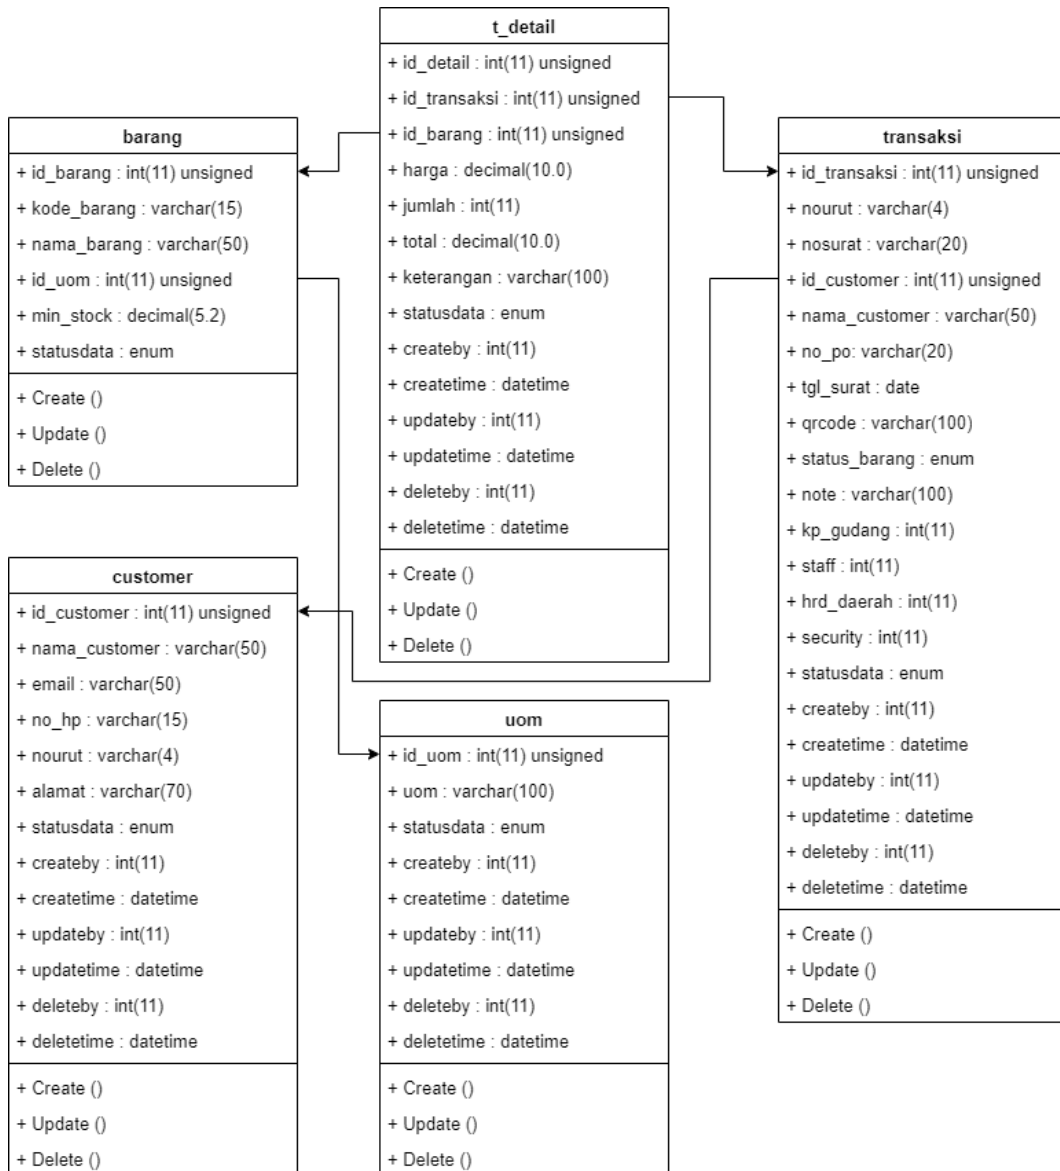 t_detail
+ id_detail : int(11) unsigned
+ id_transaksi : int(11) unsigned
+ id_barang : int(11) unsigned
+ harga : decimal(10.0)
+ jumlah : int(11)
+ total : decimal(10.0)
+ keterangan : varchar(100)
+ statusdata : enum
+ createby : int(11)
+ createtime : datetime
+ updateby : int(11)
+ updatetime : datetime
+ deleteby : int(11)
+ deletetime : datetime
+ Create ()
+ Update ()
+ Delete ()
barang
+ id_barang : int(11) unsigned
+ kode_barang : varchar(15)
+ nama_barang : varchar(50)
+ id_uom : int(11) unsigned
+ min_stock : decimal(5.2)
+ statusdata : enum
+ Create ()
+ Update ()
+ Delete ()
transaksi
+ id_transaksi : int(11) unsigned
+ nourut : varchar(4)
+ nosurat : varchar(20)
+ id_customer : int(11) unsigned
+ nama_customer : varchar(50)
+ no_po: varchar(20)
+ tgl_surat : date
+ qrcode : varchar(100)
+ status_barang : enum
+ note : varchar(100)
+ kp_gudang : int(11)
+ staff : int(11)
+ hrd_daerah : int(11)
+ security : int(11)
+ statusdata : enum
+ createby : int(11)
+ createtime : datetime
+ updateby : int(11)
+ updatetime : datetime
+ deleteby : int(11)
+ deletetime : datetime
+ Create ()
+ Update ()
+ Delete ()
customer
+ id_customer : int(11) unsigned
+ nama_customer : varchar(50)
+ email : varchar(50)
+ no_hp : varchar(15)
+ nourut : varchar(4)
+ alamat : varchar(70)
+ statusdata : enum
+ createby : int(11)
+ createtime : datetime
+ updateby : int(11)
+ updatetime : datetime
+ deleteby : int(11)
+ deletetime : datetime
+ Create ()
+ Update ()
+ Delete ()
uom
+ id_uom : int(11) unsigned
+ uom : varchar(100)
+ statusdata : enum
+ createby : int(11)
+ createtime : datetime
+ updateby : int(11)
+ updatetime : datetime
+ deleteby : int(11)
+ deletetime : datetime
+ Create ()
+ Update ()
+ Delete ()